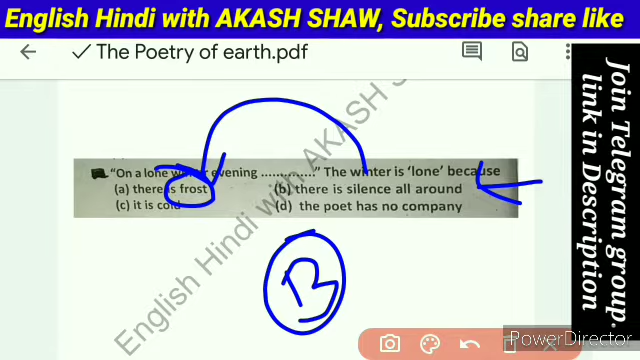 English Hindi with AKASH SHAW, Subscribe share like
The Poetry of earth.pdf
"On a lone winter evening ............." The winter is 'lone' because
(a) there is frost
(b) there is silence all around
(c) it is cold
(d) the poet has no company
B
English Hindi with AKASH S
Join Telegram group.
link in Description
PowerDirector